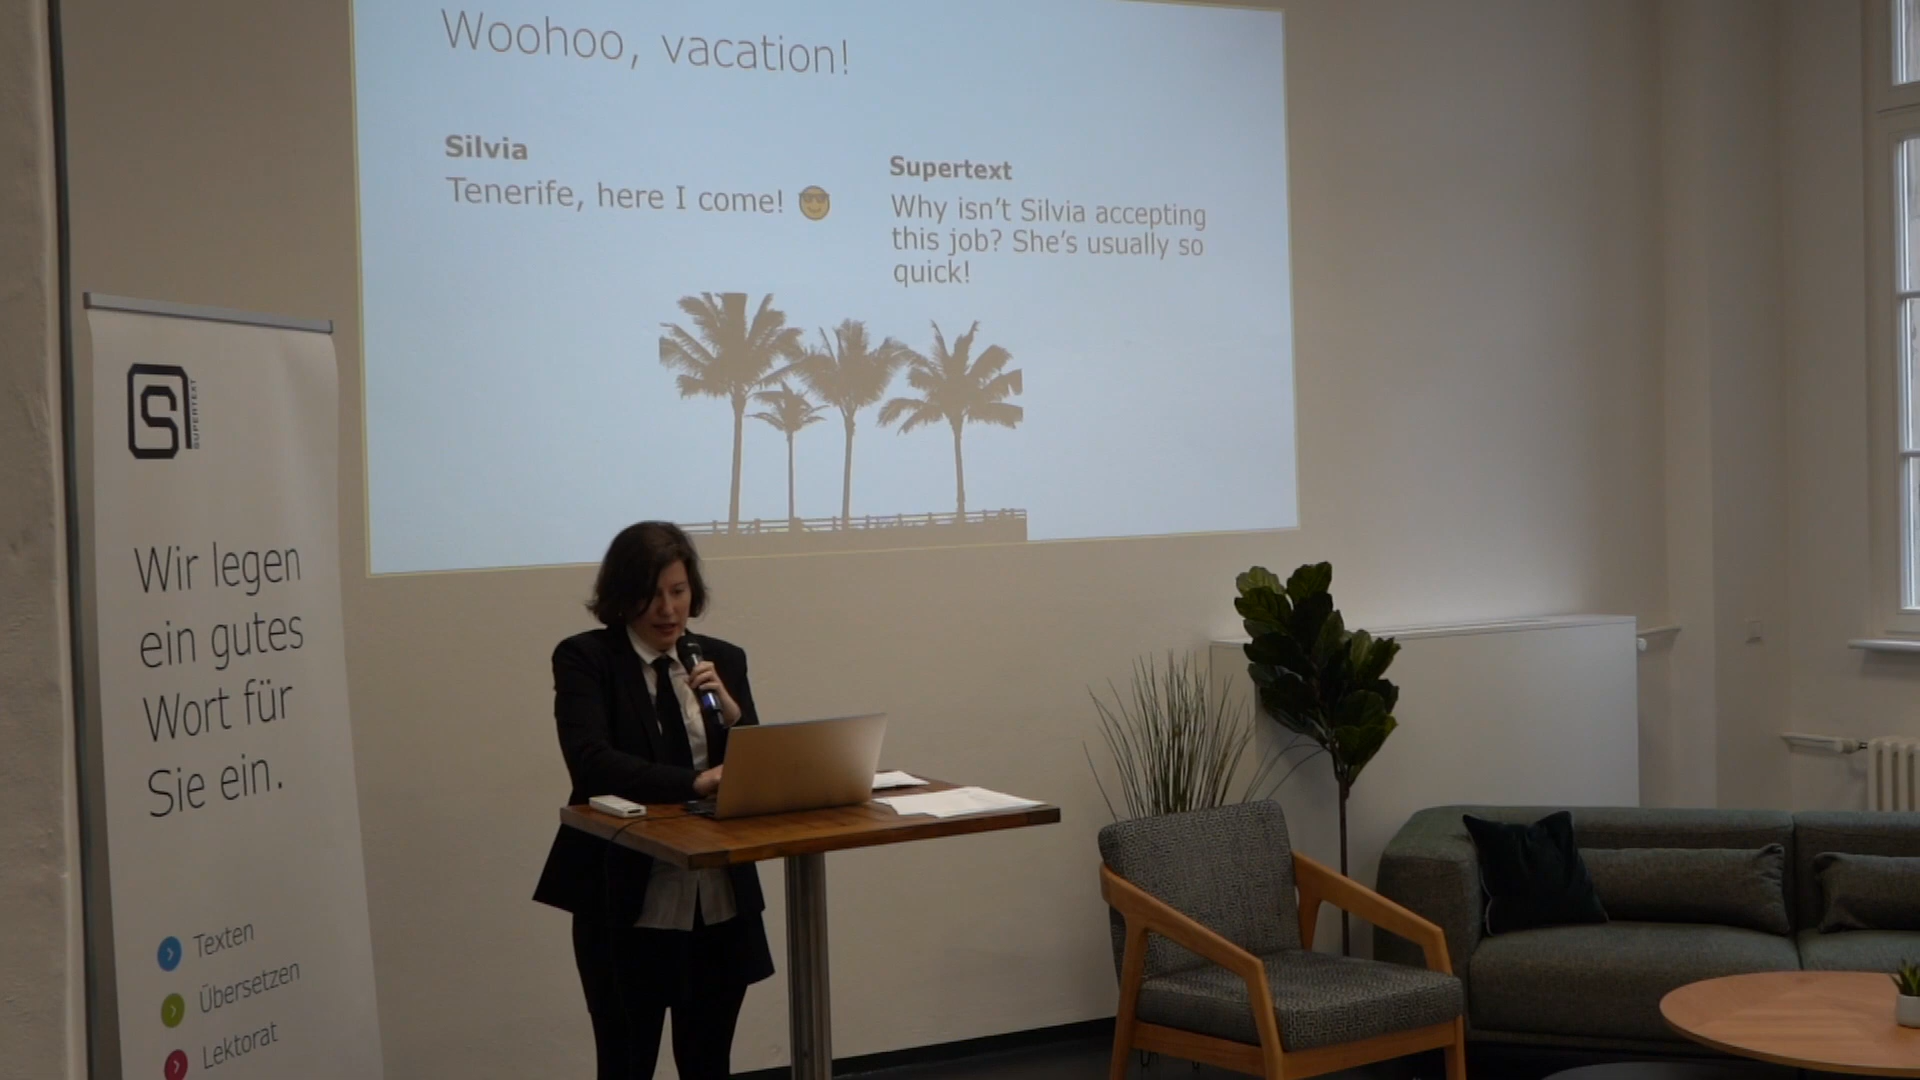 Woohoo, vacation!
Silvia
Tenerife, here I come! 😎
Supertext
Why isn't Silvia accepting
this job? She's usually so
quick!
S
SUPERTEXT
Wir legen
ein gutes
Wort für
Sie ein.
Texten
Übersetzen
Lektorat